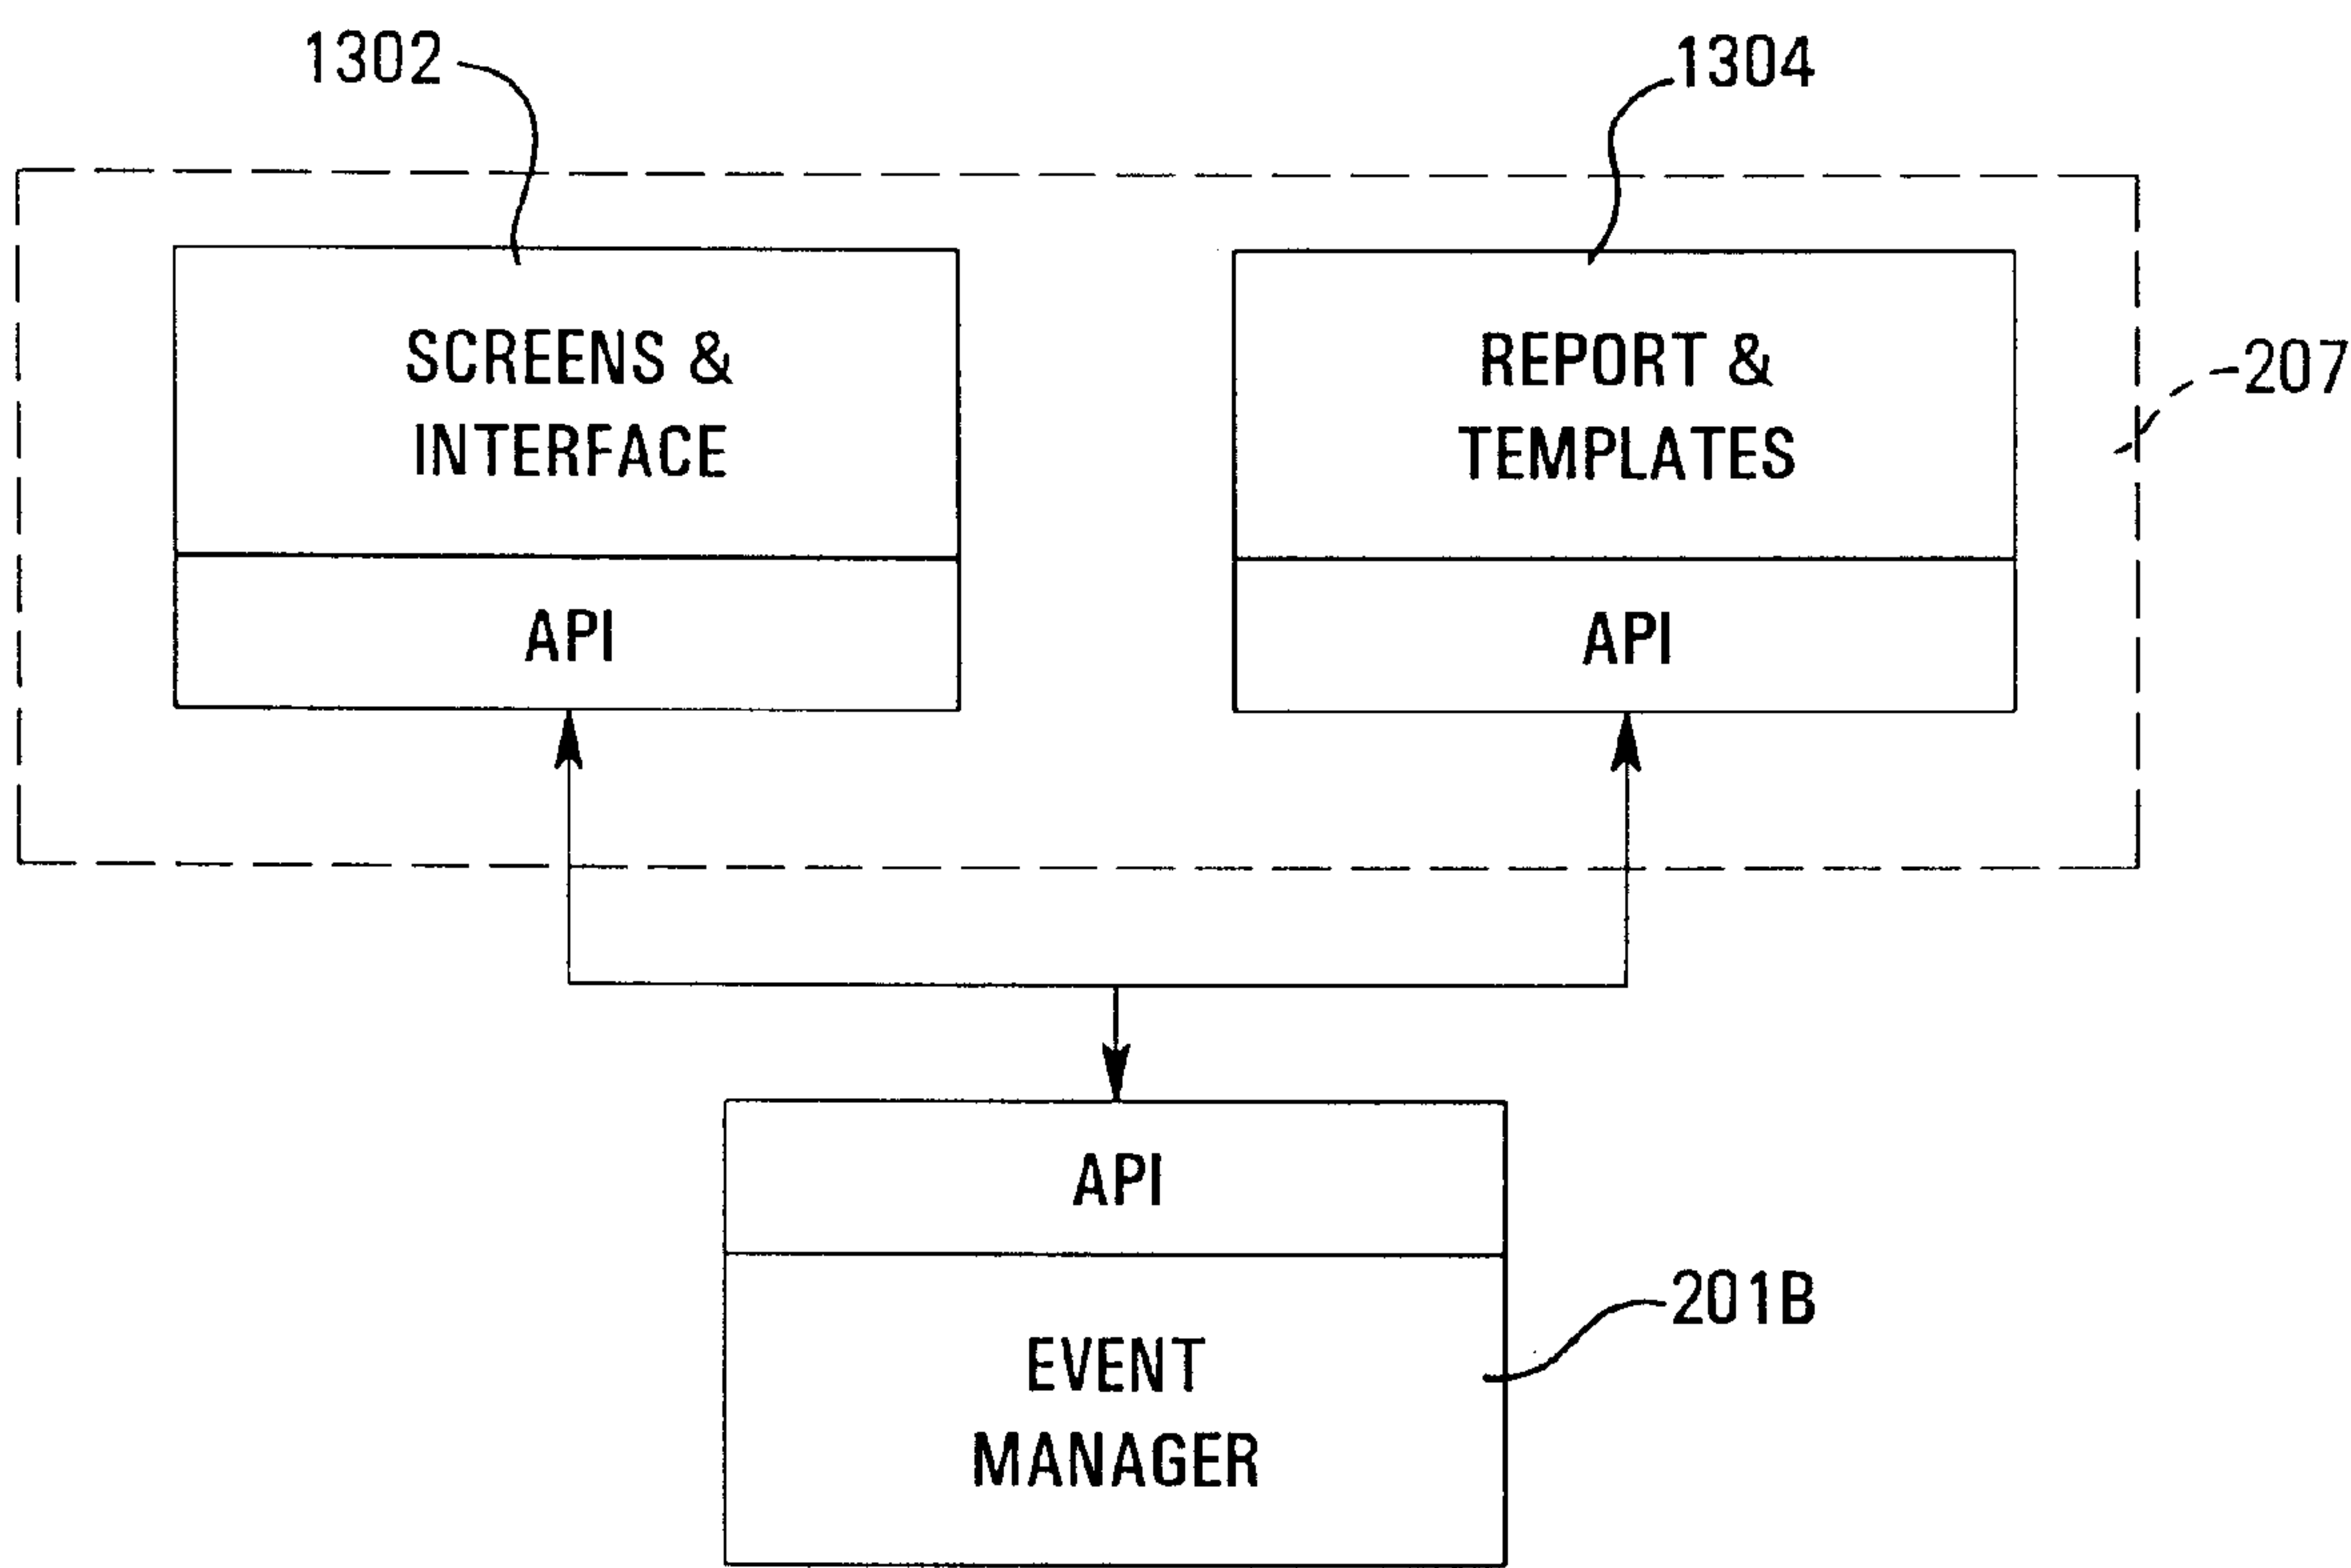 1302
1304
SCREENS &
INTERFACE
REPORT &
TEMPLATES
207
API
API
API
EVENT
MANAGER
201B